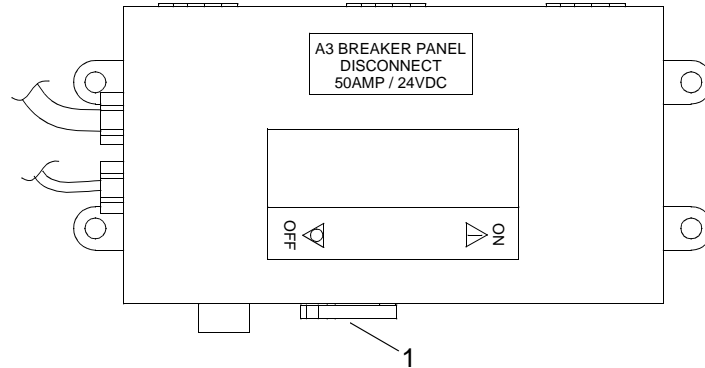 A3 BREAKER PANEL
DISCONNECT
50AMP / 24VDC
OFF
ON
1